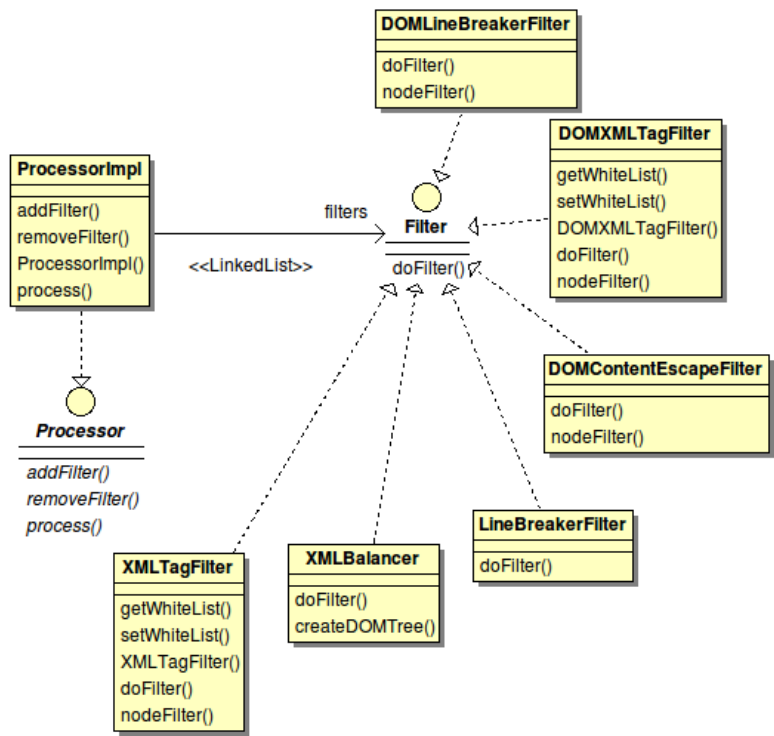 DOMLineBreakerFilter
doFilter()
nodeFilter()
DOMXMLTagFilter
getWhiteList()
setWhiteList()
DOMXMLTagFilter()
doFilter()
nodeFilter()
ProcessorImpl
addFilter()
removeFilter()
ProcessorImpl()
process()
filters
<<LinkedList>>
Filter
doFilter()
DOMContentEscapeFilter
doFilter()
nodeFilter()
Processor
addFilter()
removeFilter()
process()
LineBreakerFilter
doFilter()
XMLBalancer
doFilter()
createDOMTree()
XMLTagFilter
getWhiteList()
setWhiteList()
XMLTagFilter()
doFilter()
nodeFilter()